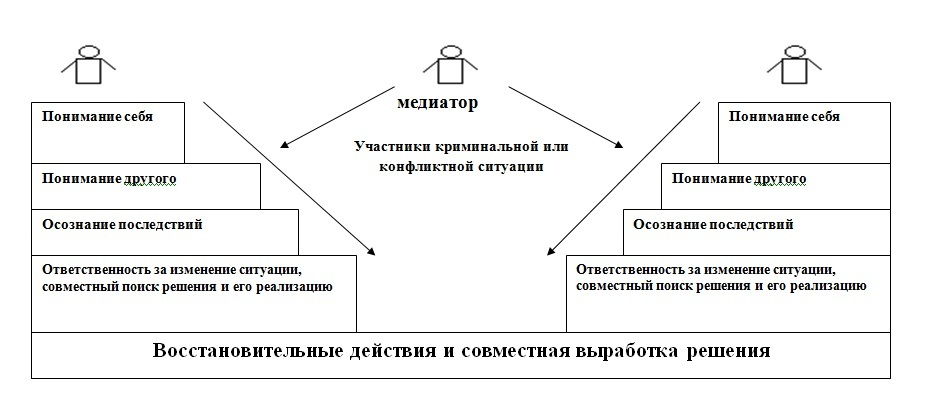 медиатор
Понимание себя
Понимание себя
Участники криминальной или
конфликтной ситуации
Понимание другого
Понимание другого
Осознание последствий
Осознание последствий
Ответственность за изменение ситуации,
совместный поиск решения и его реализацию
Ответственность за изменение ситуации,
совместный поиск решения и его реализацию
Восстановительные действия и совместная выработка решения